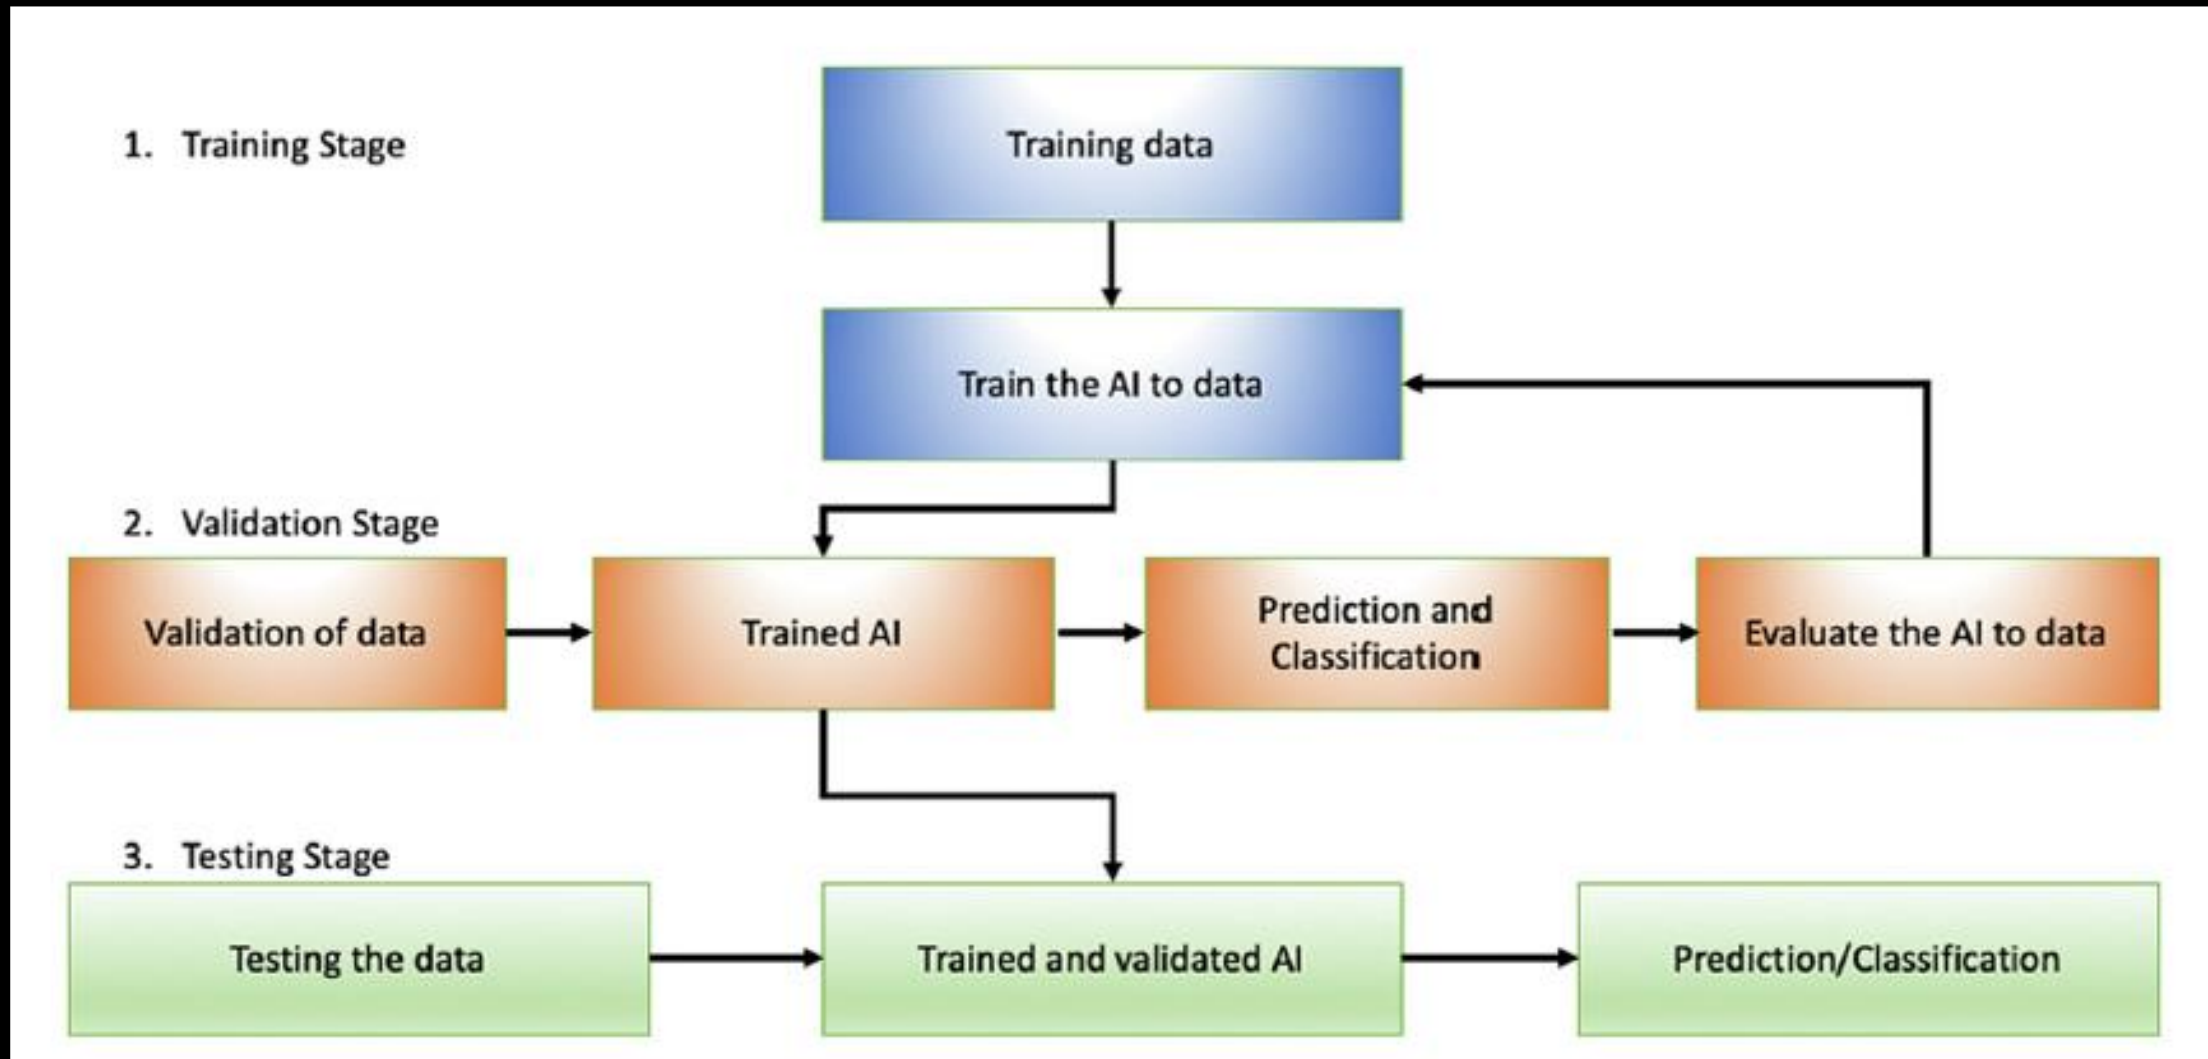 1. Training Stage
Training data
Train the AI to data
2. Validation Stage
Validation of data
Trained AI
Prediction and
Classification
Evaluate the AI to data
3. Testing Stage
Testing the data
Trained and validated AI
Prediction/Classification